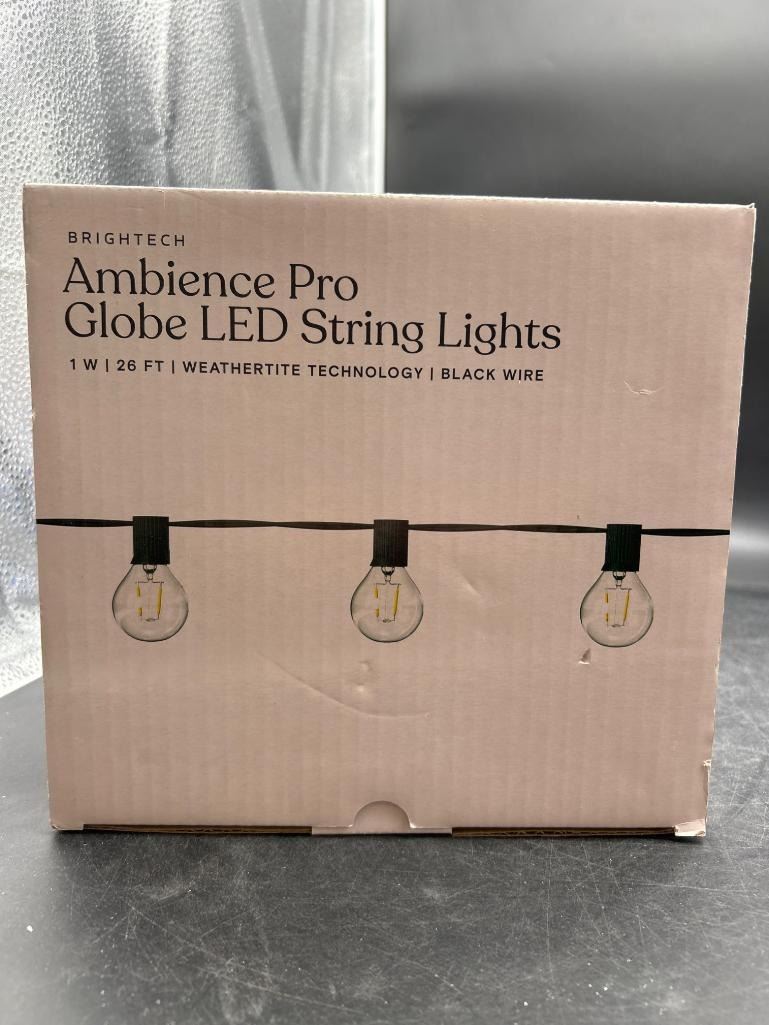 BRIGHTECH
Ambience Pro
Globe LED String Lights
1 W | 26 FT | WEATHERTITE TECHNOLOGY | BLACK WIRE